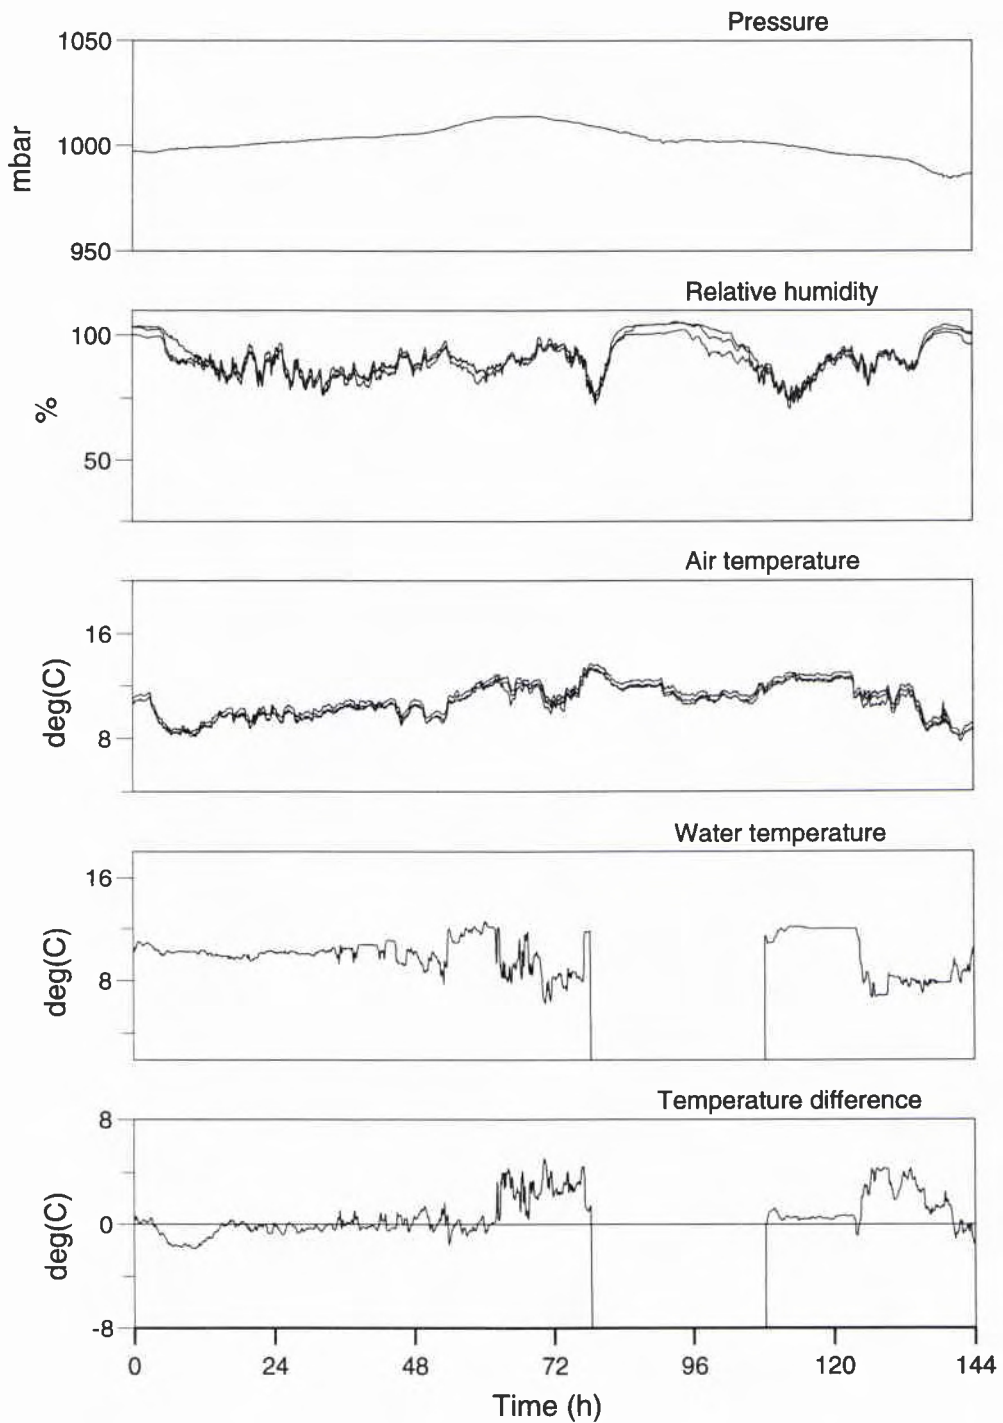 Pressure
1050
1000
950
mbar
Relative humidity
100
50
%
Air temperature
16
8
deg(C)
Water temperature
16
8
deg(C)
Temperature difference
8
0
-8
deg(C)
0 24 48 72 96 120 144
Time (h)